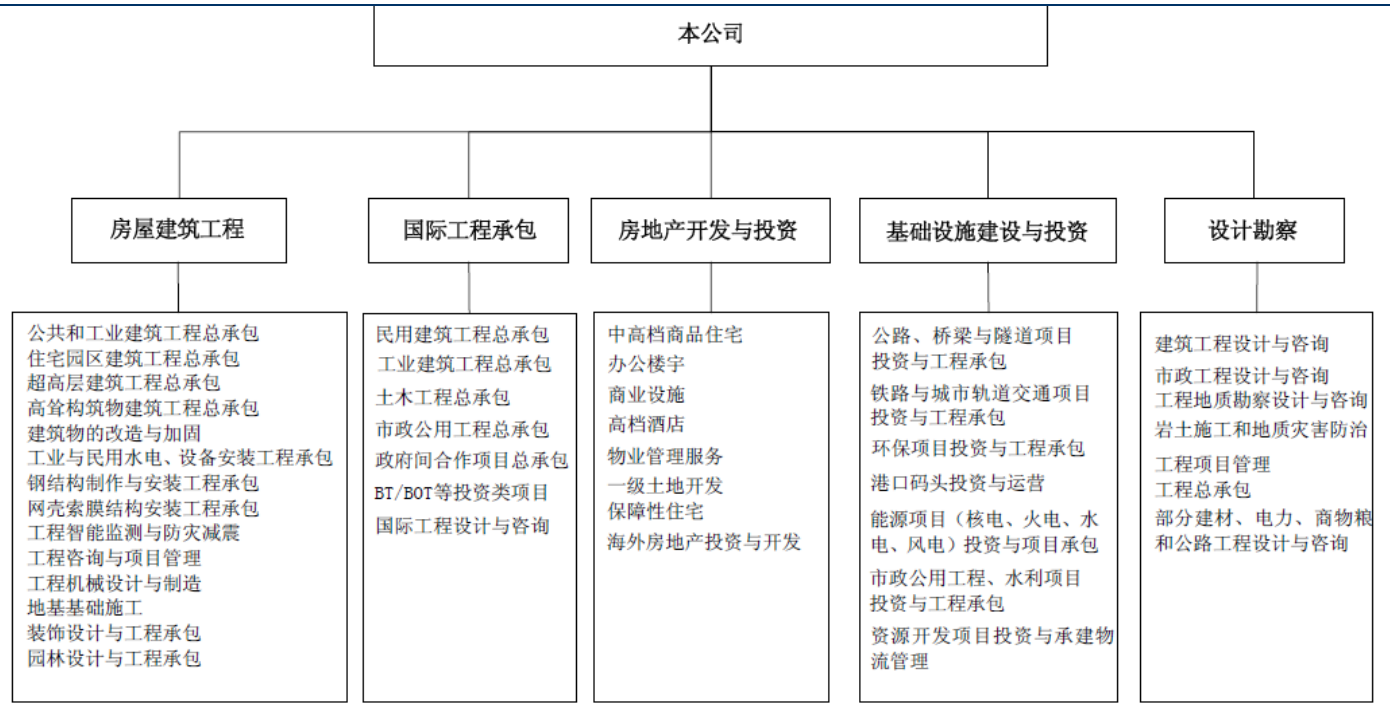 本公司
房屋建筑工程
国际工程承包
房地产开发与投资
基础设施建设与投资
设计勘察
公共和工业建筑工程总承包
住宅园区建筑工程总承包
超高层建筑工程总承包
高耸构筑物建筑工程总承包
建筑物的改造与加固
工业与民用水电、设备安装工程承包
钢结构制作与安装工程承包
网壳索膜结构安装工程承包
工程智能监测与防灾减震
工程咨询与项目管理
工程机械设计与制造
地基基础施工
装饰设计与工程承包
园林设计与工程承包
民用建筑工程总承包
工业建筑工程总承包
土木工程总承包
市政公用工程总承包
政府间合作项目总承包
BT/BOT等投资类项目
国际工程设计与咨询
中高档商品住宅
办公楼宇
商业设施
高档酒店
物业管理服务
一级土地开发
保障性住宅
海外房地产投资与开发
公路、桥梁与隧道项目
投资与工程承包
铁路与城市轨道交通项目
投资与工程承包
环保项目投资与工程承包
港口码头投资与运营
能源项目（核电、火电、水
电、风电）投资与项目承包
市政公用工程、水利项目
投资与工程承包
资源开发项目投资与承建物
流管理
建筑工程设计与咨询
市政工程设计与咨询
工程地质勘察设计与咨询
岩土施工和地质灾害防治
工程项目管理
工程总承包
部分建材、电力、商物粮
和公路工程设计与咨询